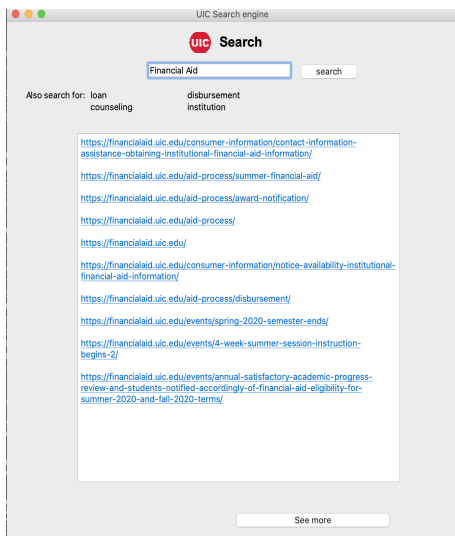 UIC Search engine
UIC Search
Financial Aid search
Also search for: loan disbursement
counseling institution
https://financialaid.uic.edu/consumer-information/contact-information-
assistance-obtaining-institutional-financial-aid-information/
https://financialaid.uic.edu/aid-process/summer-financial-aid/
https://financialaid.uic.edu/aid-process/award-notification/
https://financialaid.uic.edu/aid-process/
https://financialaid.uic.edu/
https://financialaid.uic.edu/consumer-information/notice-availability-institutional-
financial-aid-information/
https://financialaid.uic.edu/aid-process/disbursement/
https://financialaid.uic.edu/events/spring-2020-semester-ends/
https://financialaid.uic.edu/events/4-week-summer-session-instruction-
begins-2/
https://financialaid.uic.edu/events/annual-satisfactory-academic-progress-
review-and-students-notified-accordingly-of-financial-aid-eligibility-for-
summer-2020-and-fall-2020-terms/
See more